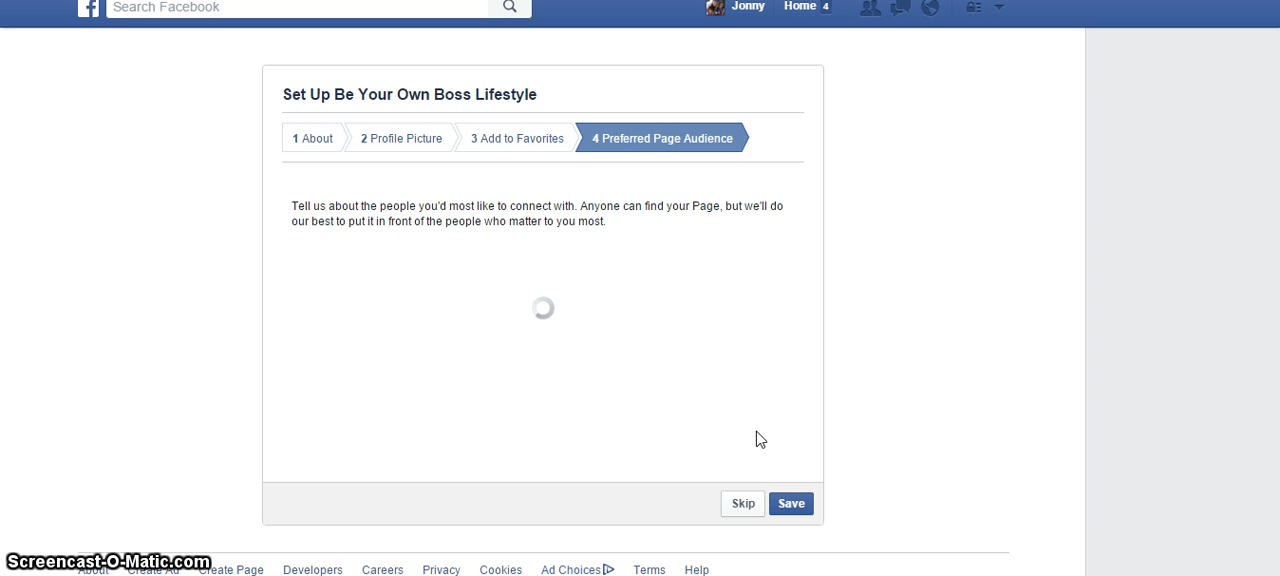 f Search Facebook Jonny Home 4
Set Up Be Your Own Boss Lifestyle
1 About 2 Profile Picture 3 Add to Favorites 4 Preferred Page Audience
Tell us about the people you'd most like to connect with. Anyone can find your Page, but we'll do
our best to put it in front of the people who matter to you most.
Skip Save
Screencast-O-Matic.com
About Create Ad Create Page Developers Careers Privacy Cookies Ad Choices Terms Help